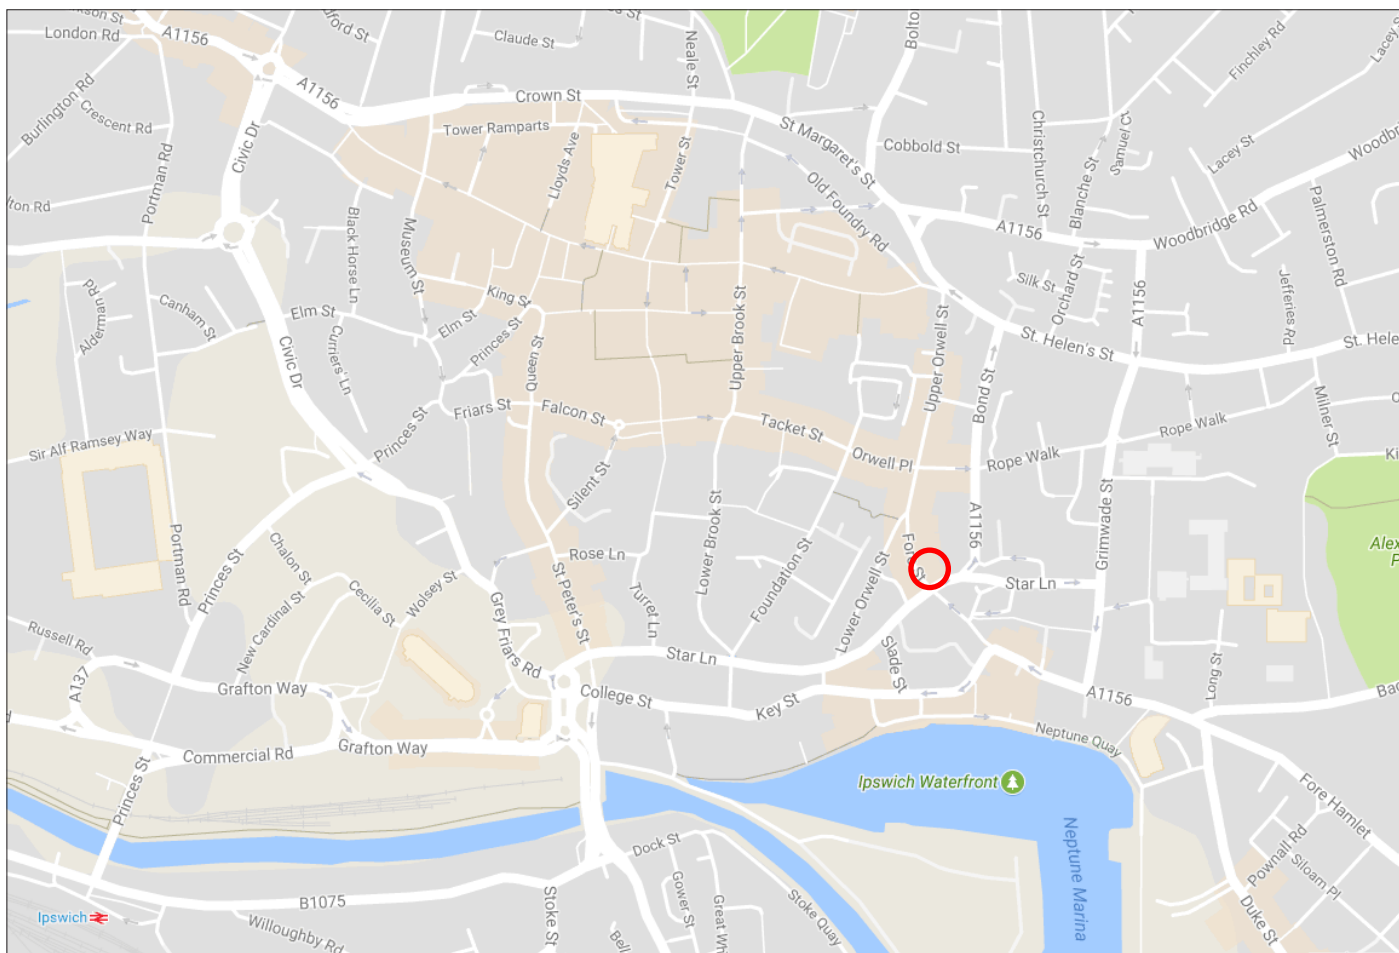 A1156
London Rd
Claude St
Neale St
Finchley Rd
Lacey St
Burlington Rd
Crescent Rd
Civic Dr
A1156
Crown St
Tower Ramparts
Lloyds Ave
Tower St
St Margaret's St
Cobbold St
Christchurch St
Samuel Ct
Blanche St
Lacey St
Woodbridge Rd
Portman Rd
Black Horse Ln
Museum St
Upper Brook St
Old Foundry Rd
A1156
Palmerston Rd
Alderman Rd
Canham St
Elm St
Civic Dr
Curriers' Ln
Elm St
King St
Princes St
Queen St
Silk St
Orchard St
A1156
Jefferies Rd
Upper Orwell St
St. Helen's St
Bond St
Milner St
Princes St
Friars St
Falcon St
Tacket St
Orwell Pl
Rope Walk
Rope Walk
Sir Alf Ramsey Way
Silent St
Lower Brook St
A1156
Grimwade St
Portman Rd
Princes St
Chalon St
Cecilia St
Wolsey St
New Cardinal St
Grey Friars Rd
Rose Ln
St Peter's St
Turret Ln
Foundation St
Lower Orwell St
Star Ln
Russell Rd
A137
Grafton Way
Star Ln
College St
Key St
Slade St
A1156
Long St
Commercial Rd
Grafton Way
Neptune Quay
Princes St
Ipswich Waterfront
Fore Hamlet
Neptune Marina
Pownall Rd
Siloam Pl
Duke St
Dock St
Gower St
Stoke Quay
Stoke St
B1075
Willoughby Rd
Ipswich